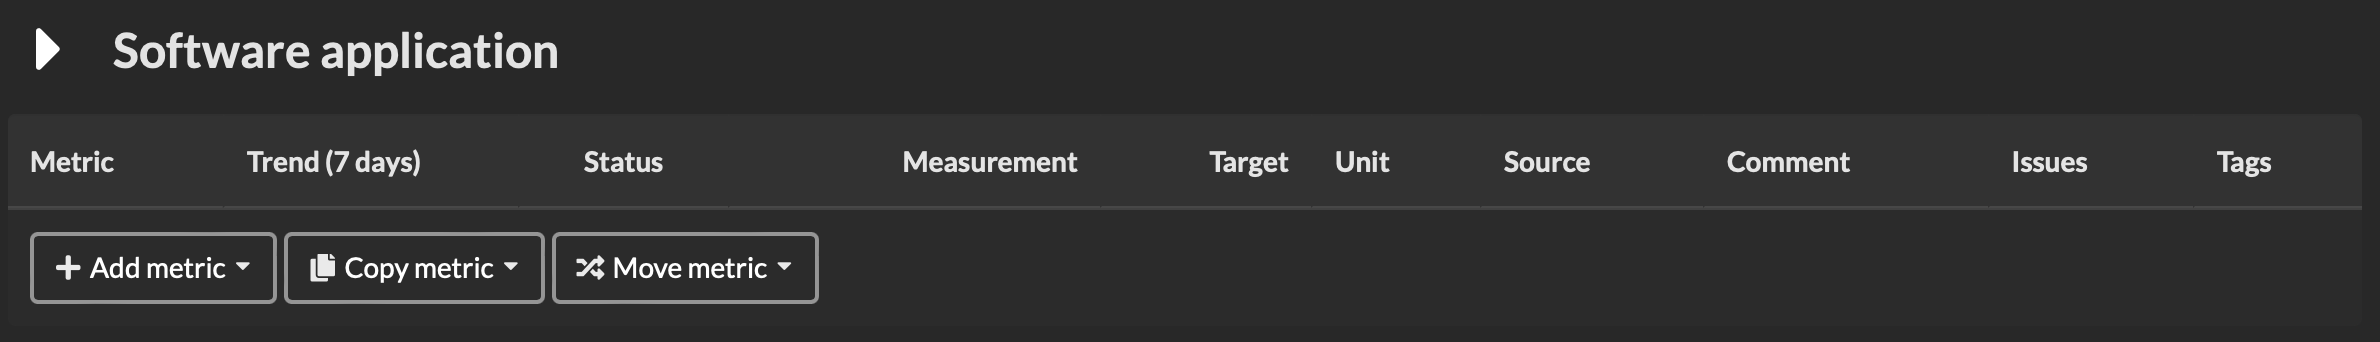 Software application
Metric Trend (7 days) Status Measurement Target Unit Source Comment Issues Tags
Add metric Copy metric Move metric